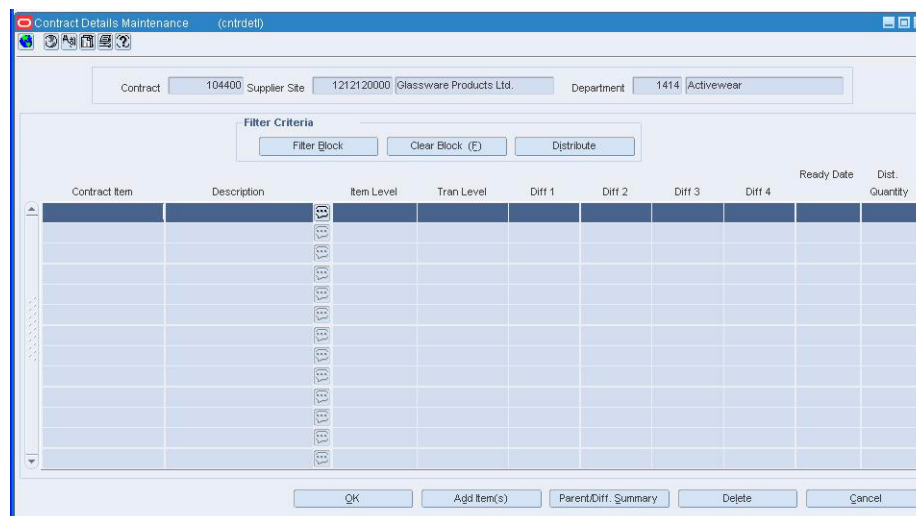 Contract Details Maintenance (cntrdetl)
Contract 104400 Supplier Site 1212120000 Glassware Products Ltd. Department 1414 Activewear
Filter Criteria
Filter Block Clear Block (F) Distribute
Ready Date Dist.
Contract Item Description Item Level Tran Level Diff 1 Diff 2 Diff 3 Diff 4 Quantity
OK Add Item(s) Parent/Diff. Summary Delete Cancel